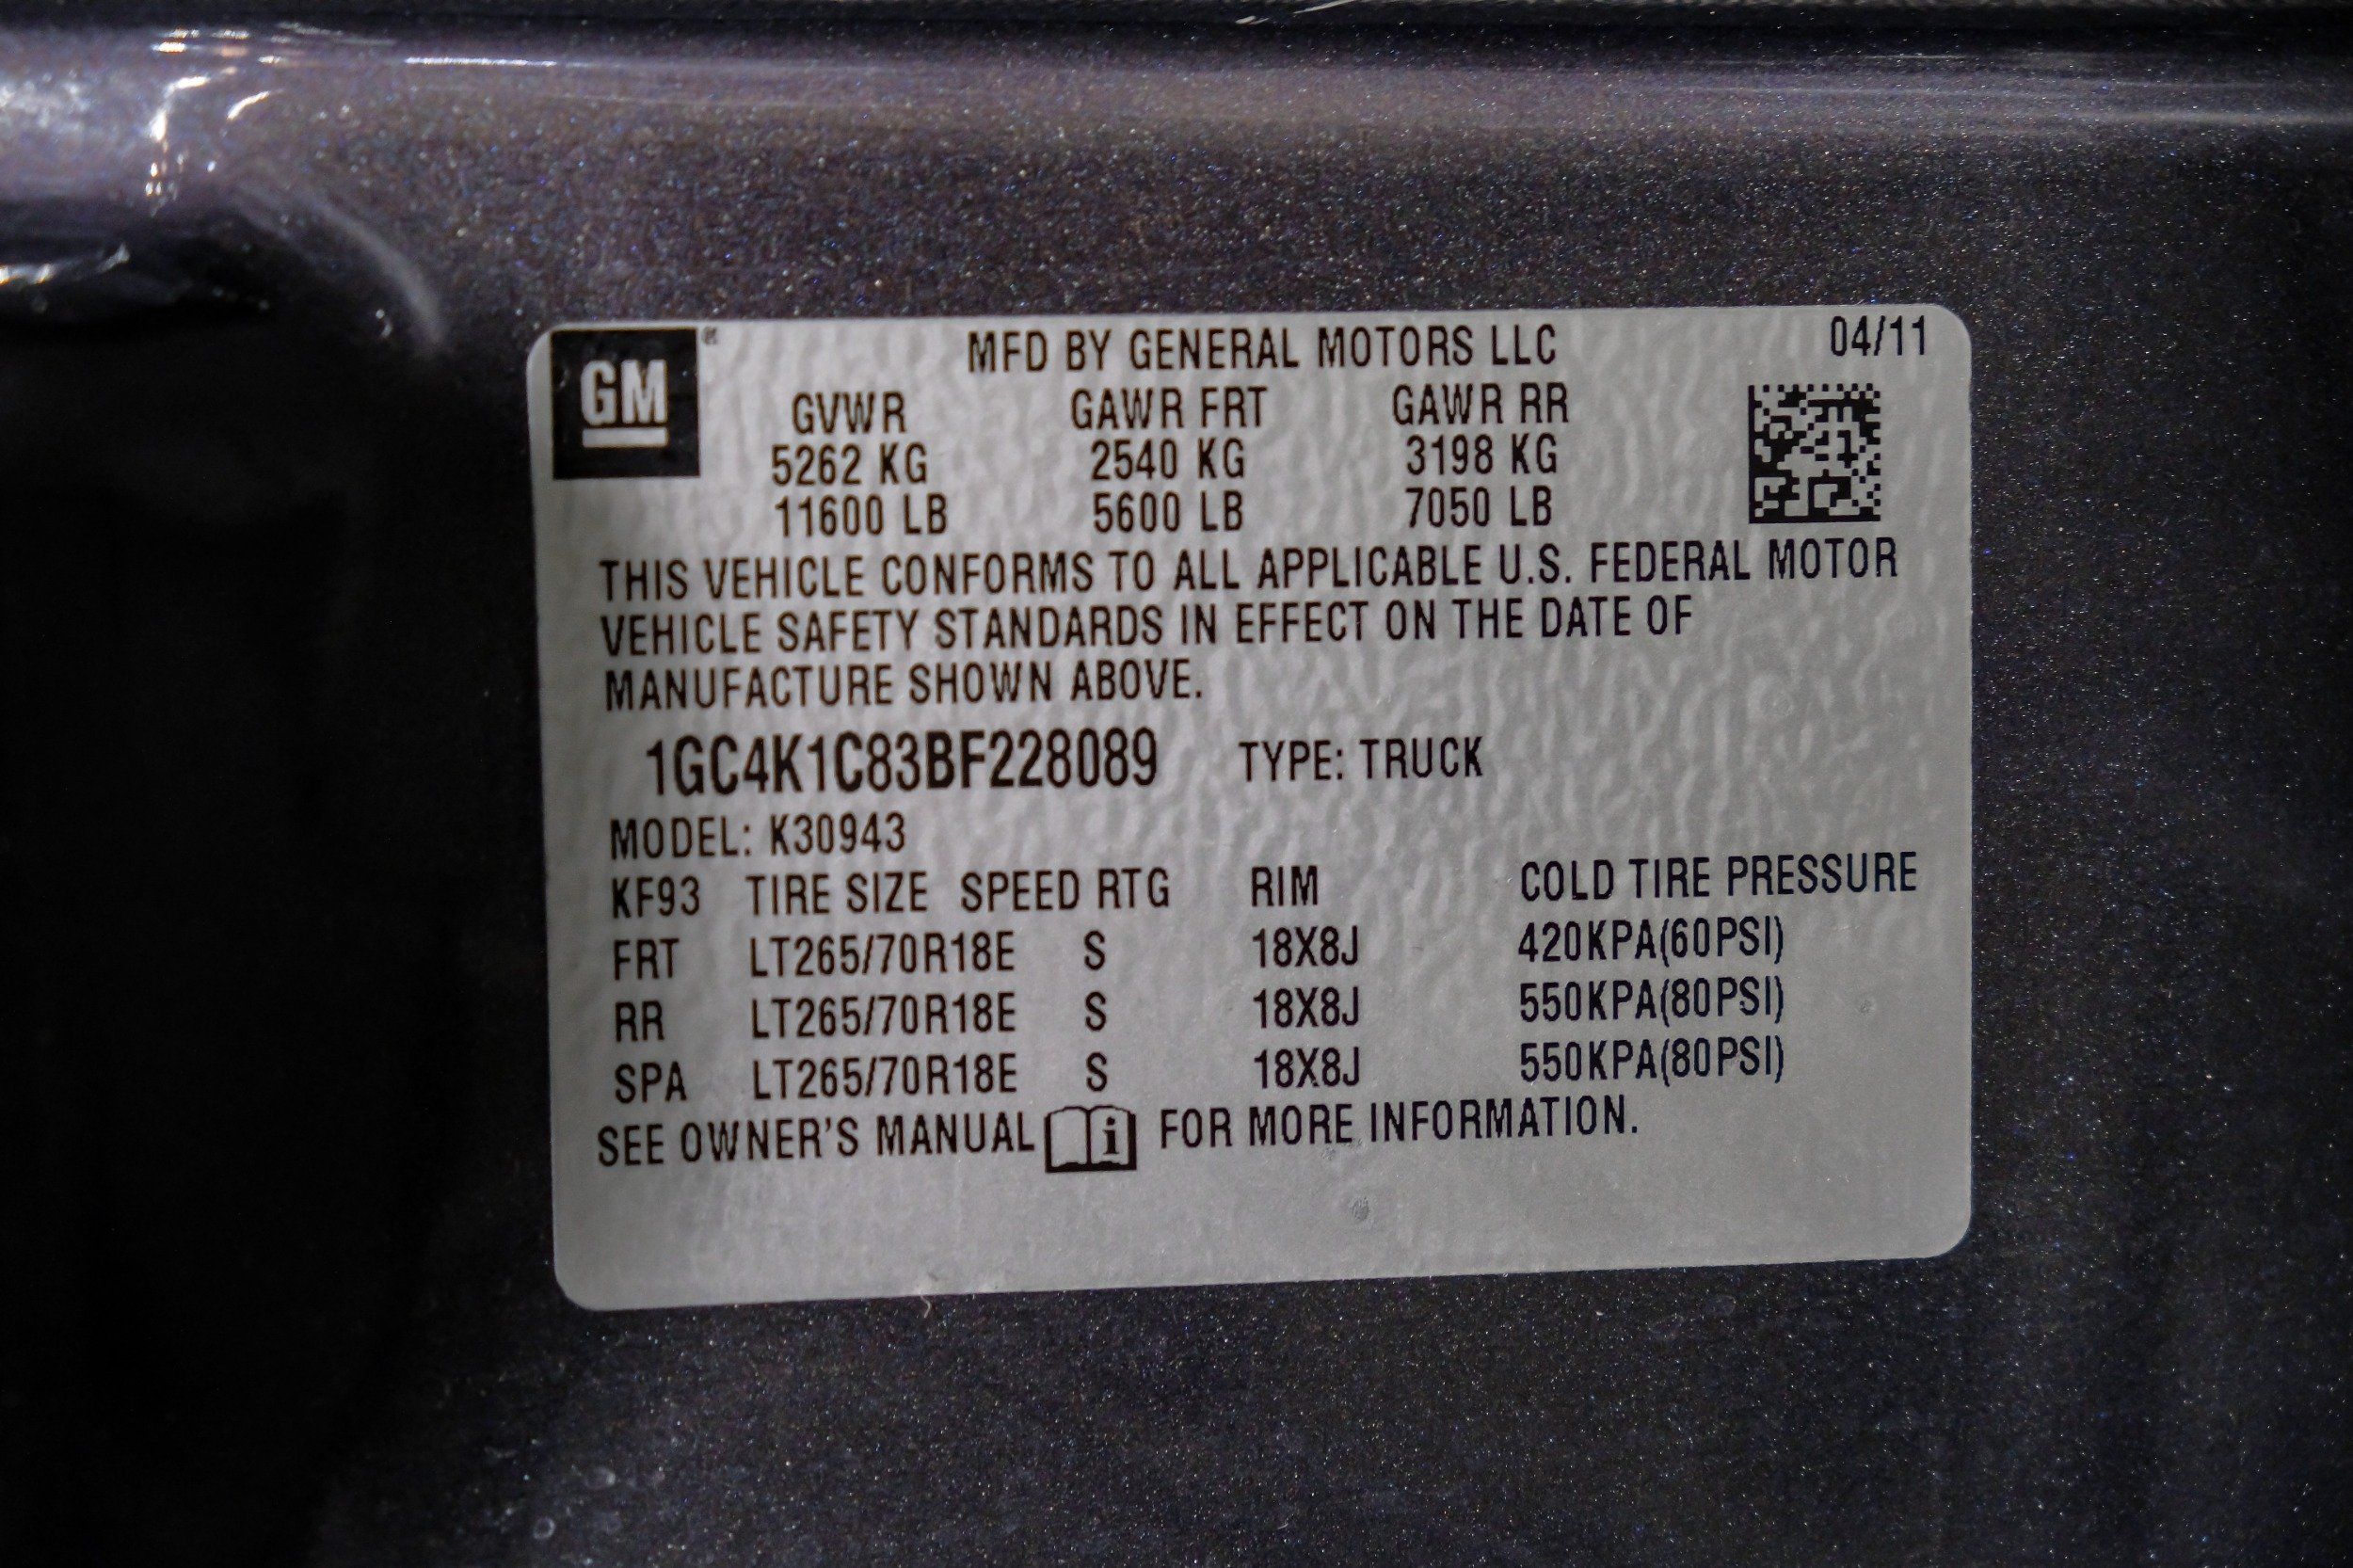 GM
MFD BY GENERAL MOTORS LLC 04/11
GVWR GAWR FRT GAWR RR
5262 KG 2540 KG 3198 KG
11600 LB 5600 LB 7050 LB
THIS VEHICLE CONFORMS TO ALL APPLICABLE U.S. FEDERAL MOTOR
VEHICLE SAFETY STANDARDS IN EFFECT ON THE DATE OF
MANUFACTURE SHOWN ABOVE.
1GC4K1C83BF228089 TYPE: TRUCK
MODEL: K30943
KF93 TIRE SIZE SPEED RTG RIM COLD TIRE PRESSURE
FRT LT265/70R18E S 18X8J 420KPA(60PSI)
RR LT265/70R18E S 18X8J 550KPA(80PSI)
SPA LT265/70R18E S 18X8J 550KPA(80PSI)
SEE OWNER'S MANUAL i FOR MORE INFORMATION.